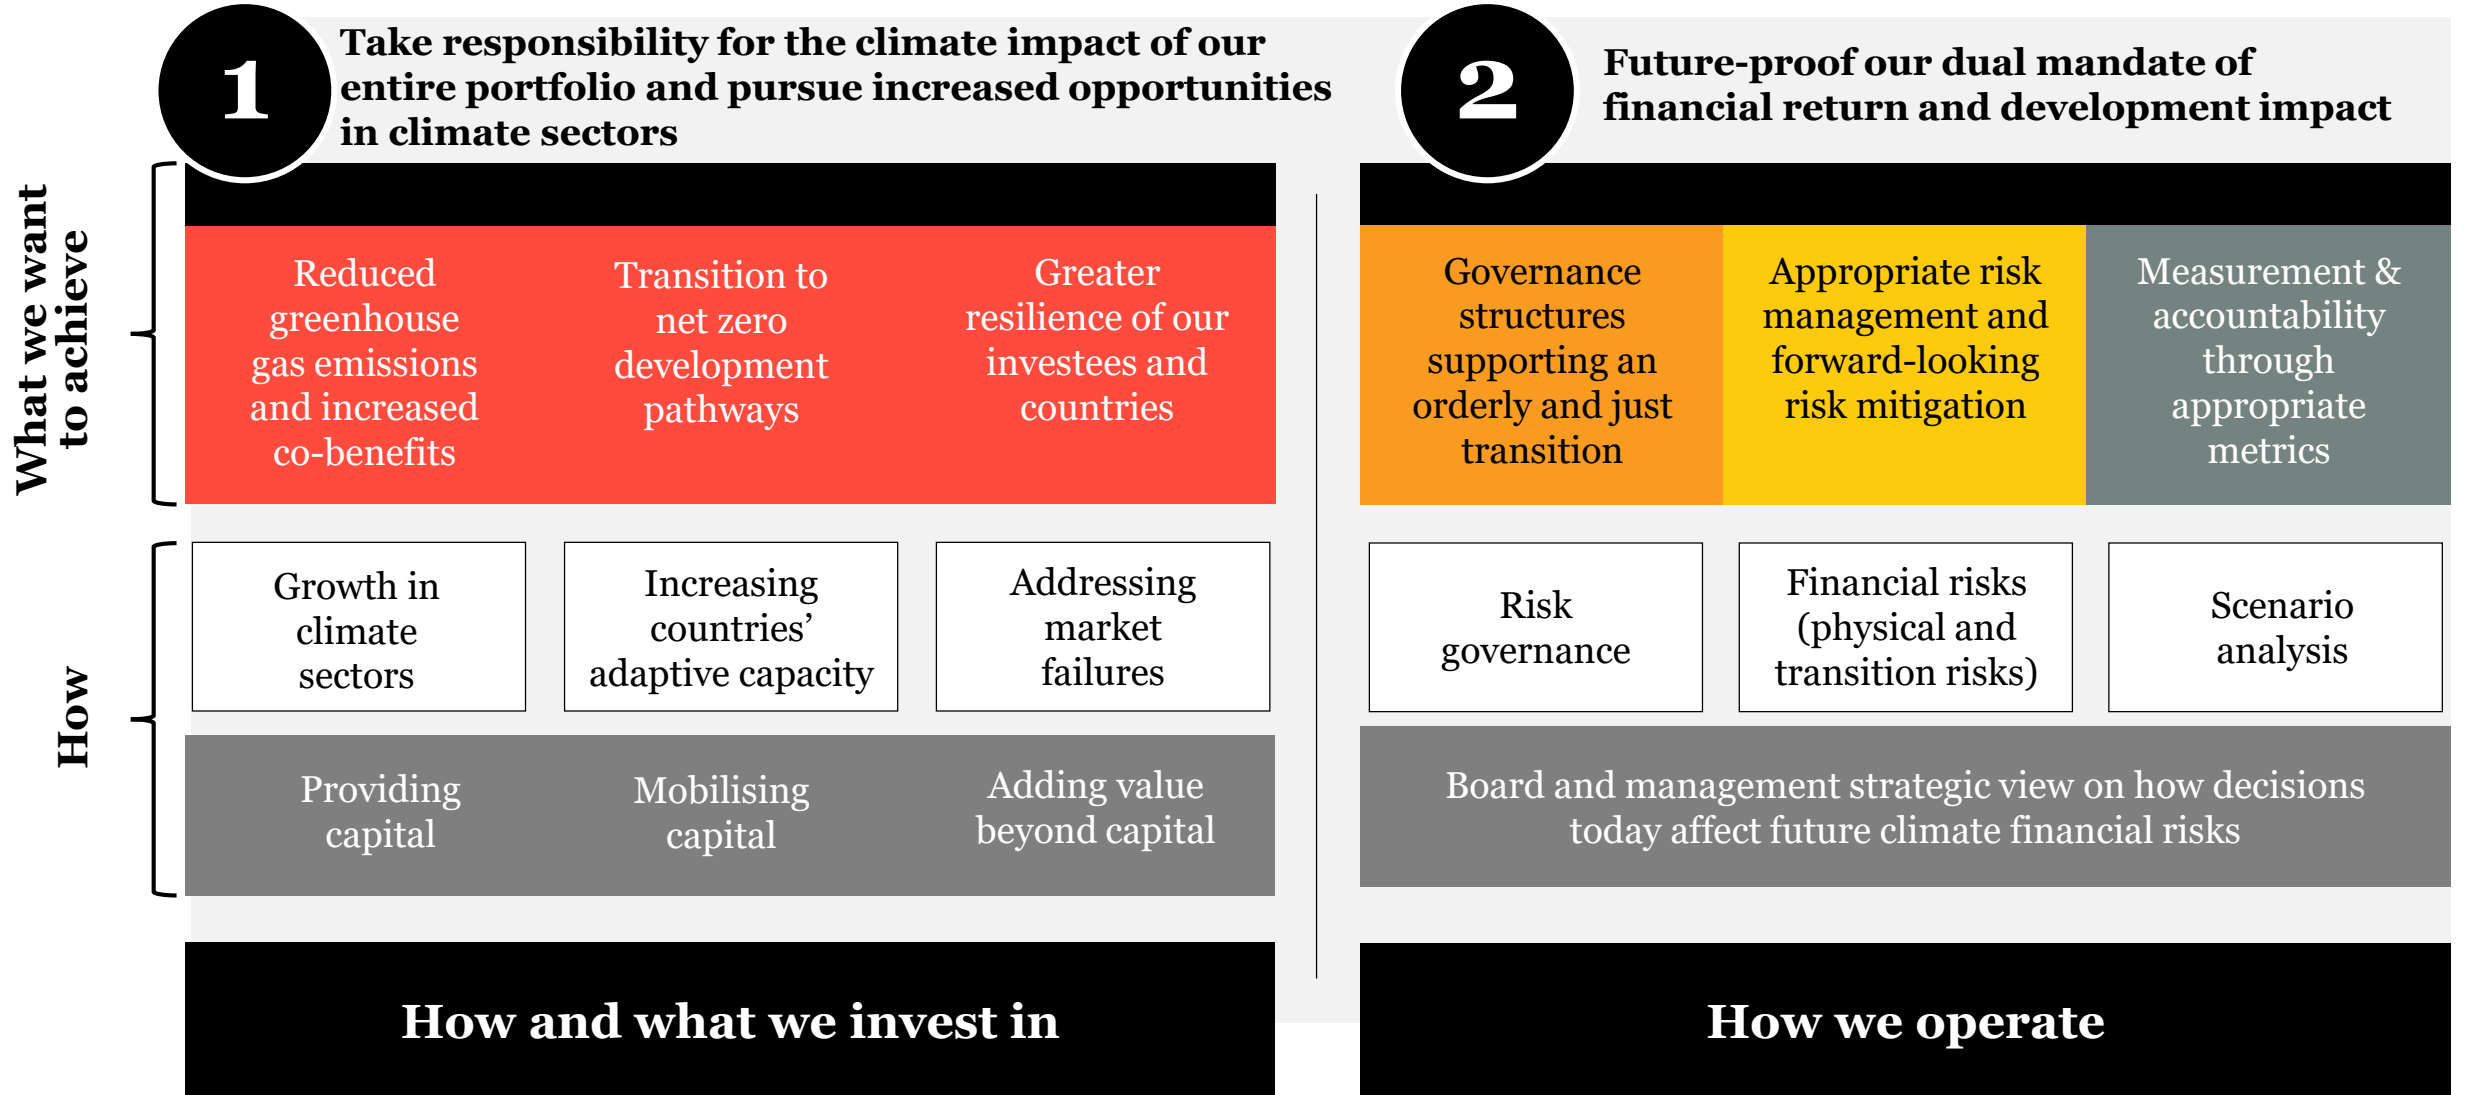 1
Take responsibility for the climate impact of our
entire portfolio and pursue increased opportunities
in climate sectors
2
Future-proof our dual mandate of
financial return and development impact
What we want
to achieve
Reduced
greenhouse
gas emissions
and increased
co-benefits
Transition to
net zero
development
pathways
Greater
resilience of our
investees and
countries
Governance
structures
supporting an
orderly and just
transition
Appropriate risk
management and
forward-looking
risk mitigation
Measurement &
accountability
through
appropriate
metrics
How
Growth in
climate
sectors
Increasing
countries’
adaptive capacity
Addressing
market
failures
Risk
governance
Financial risks
(physical and
transition risks)
Scenario
analysis
Providing
capital
Mobilising
capital
Adding value
beyond capital
Board and management strategic view on how decisions
today affect future climate financial risks
How and what we invest in
How we operate